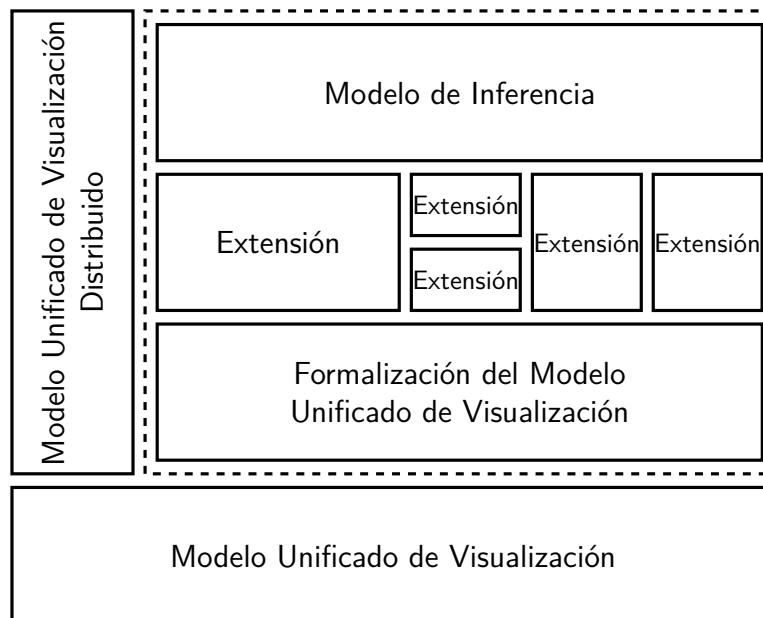 Modelo Unificado de Visualización
Distribuido
Modelo de Inferencia
Extensión
Extensión
Extensión
Extensión
Extensión
Formalización del Modelo
Unificado de Visualización
Modelo Unificado de Visualización